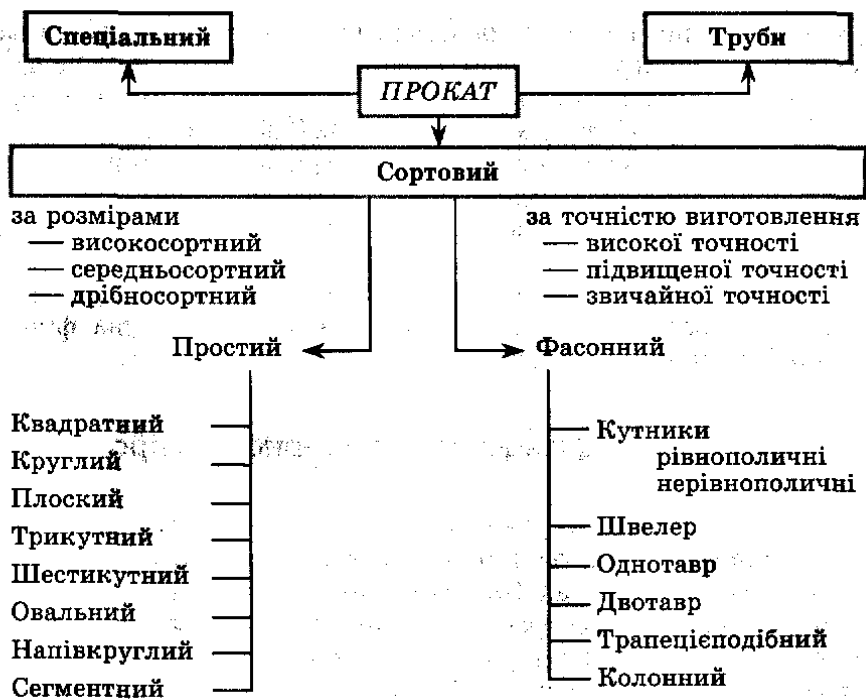 Спеціальний
Труби
ПРОКАТ
Сортовий
за розмірами
— високосортний
— середньосортний
— дрібносортний
за точністю виготовлення
— високої точності
— підвищеної точності
— звичайної точності
Простий
Фасонний
Квадратний
Круглий
Плоский
Трикутний
Шестикутний
Овальний
Напівкруглий
Сегментний
Кутники
рівнополичні
нерівнополичні
Швелер
Однотавр
Двотавр
Трапецієподібний
Колонний